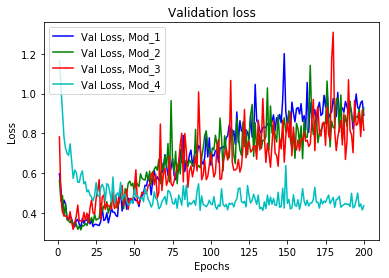 Validation loss
Val Loss, Mod_1
Val Loss, Mod_2
Val Loss, Mod_3
Val Loss, Mod_4
Loss
1.2
1.0
0.8
0.6
0.4
0 25 50 75 100 125 150 175 200
Epochs